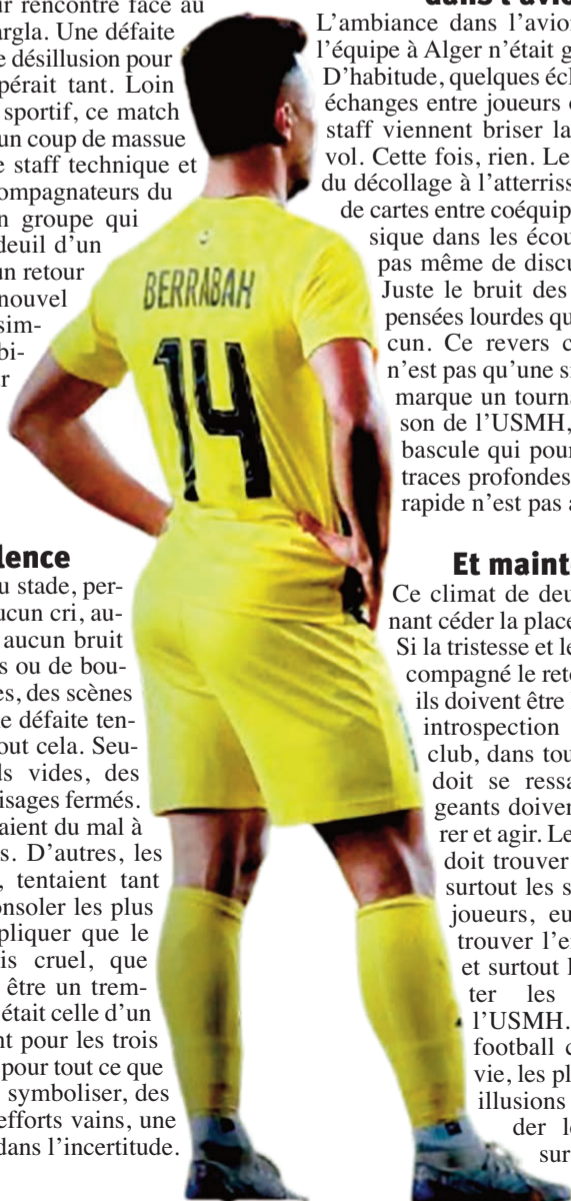 ur rencontre face au
argla. Une défaite
e désillusion pour
pérait tant. Loin
sportif, ce match
un coup de massue
e staff technique et
ompagnateurs du
n groupe qui
deuil d'un
un retour
nouvel
sim-
bi-
r
lence
u stade, per-
ucun cri, au-
aucun bruit
s ou de bou-
es, des scènes
e défaite ten-
out cela. Seu-
ls vides, des
isages fermés.
aient du mal à
s. D'autres, les
, tentaient tant
onsoler les plus
pliquer que le
is cruel, que
être un trem-
était celle d'un
nt pour les trois
pour tout ce que
symboliser, des
efforts vains, une
dans l'incertitude.
BERRABAH
14
dans l'avio
L'ambiance dans l'avio
l'équipe à Alger n'était g
D'habitude, quelques écl
échanges entre joueurs
staff viennent briser la
vol. Cette fois, rien. Le
du décollage à l'atterriss
de cartes entre coéquip
sique dans les écou
pas même de discu
Juste le bruit des
pensées lourdes qu
cun. Ce revers c
n'est pas qu'une si
marque un tourna
son de l'USMH,
bascule qui pour
traces profondes
rapide n'est pas a
Et maint
Ce climat de deu
nant céder la place
Si la tristesse et le
compagné le reto
ils doivent être
introspection
club, dans tou
doit se ressa
geants doiver
rer et agir. Le
doit trouver
surtout les s
joueurs, eu
trouver l'e
et surtout l
ter les
l'USMH.
football c
vie, les pl
illusions
der l
sur